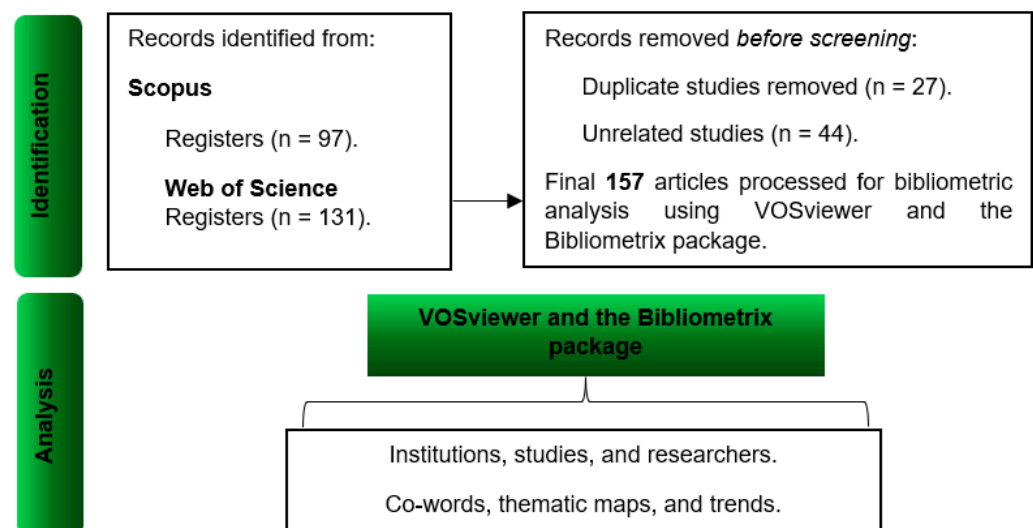 Identification
Records identified from:
Scopus
Registers (n = 97).
Web of Science
Registers (n = 131).
Records removed before screening:
Duplicate studies removed (n = 27).
Unrelated studies (n = 44).
Final 157 articles processed for bibliometric
analysis using VOSviewer and the
Bibliometrix package.
Analysis
VOSviewer and the Bibliometrix
package
Institutions, studies, and researchers.
Co-words, thematic maps, and trends.